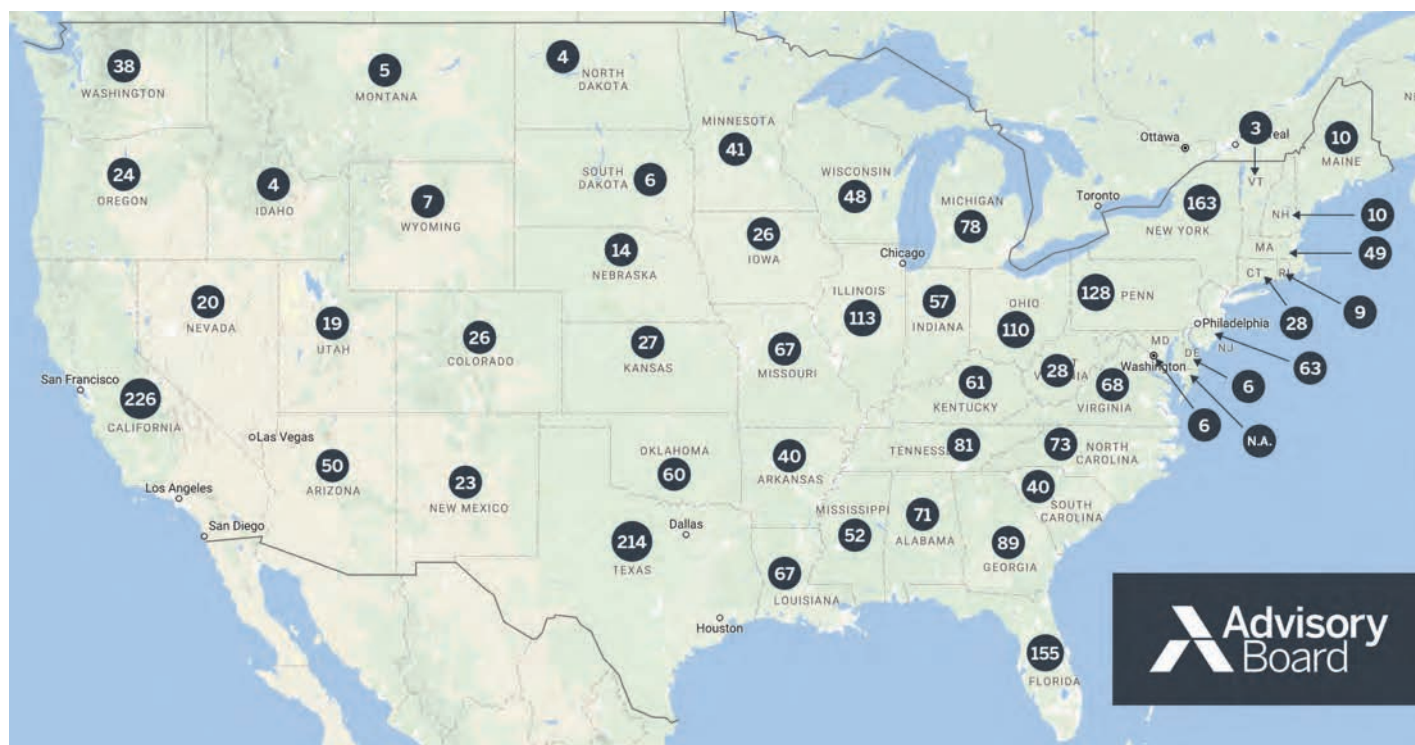 38
WASHINGTON
5
MONTANA
4
NORTH
DAKOTA
MINNESOTA
41
3
Ottawa
real
10
MAINE
24
OREGON
4
IDAHO
7
WYOMING
SOUTH
DAKOTA
6
WISCONSIN
48
MICHIGAN
78
Toronto
163
NEW YORK
VT
NH
10
MA
49
CT
RI
9
28
14
NEBRASKA
26
IOWA
Chicago
20
NEVADA
19
UTAH
26
COLORADO
27
KANSAS
67
MISSOURI
ILLINOIS
113
57
INDIANA
OHIO
110
128
PENN
Philadelphia
MD
DE
NJ
63
Washington
6
6
N.A.
San Francisco
226
CALIFORNIA
Las Vegas
Los Angeles
San Diego
50
ARIZONA
23
NEW MEXICO
OKLAHOMA
60
40
ARKANSAS
61
KENTUCKY
28
68
VIRGINIA
TENNESS
81
73
NORTH
CAROLINA
40
SOUTH
CAROLINA
MISSISSIPPI
52
71
ALABAMA
89
GEORGIA
214
TEXAS
Dallas
67
LOUISIANA
Houston
155
FLORIDA
Advisory
Board